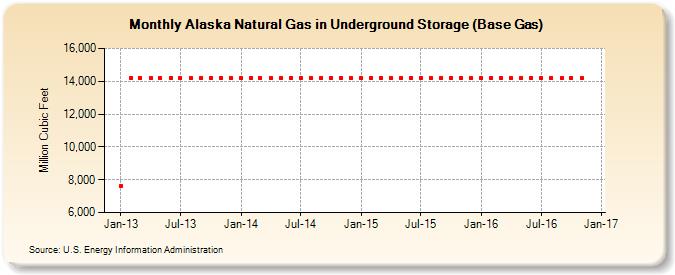 Monthly Alaska Natural Gas in Underground Storage (Base Gas)
Million Cubic Feet
16,000
14,000
12,000
10,000
8,000
6,000
Jan-13 Jul-13 Jan-14 Jul-14 Jan-15 Jul-15 Jan-16 Jul-16 Jan-17
Source: U.S. Energy Information Administration